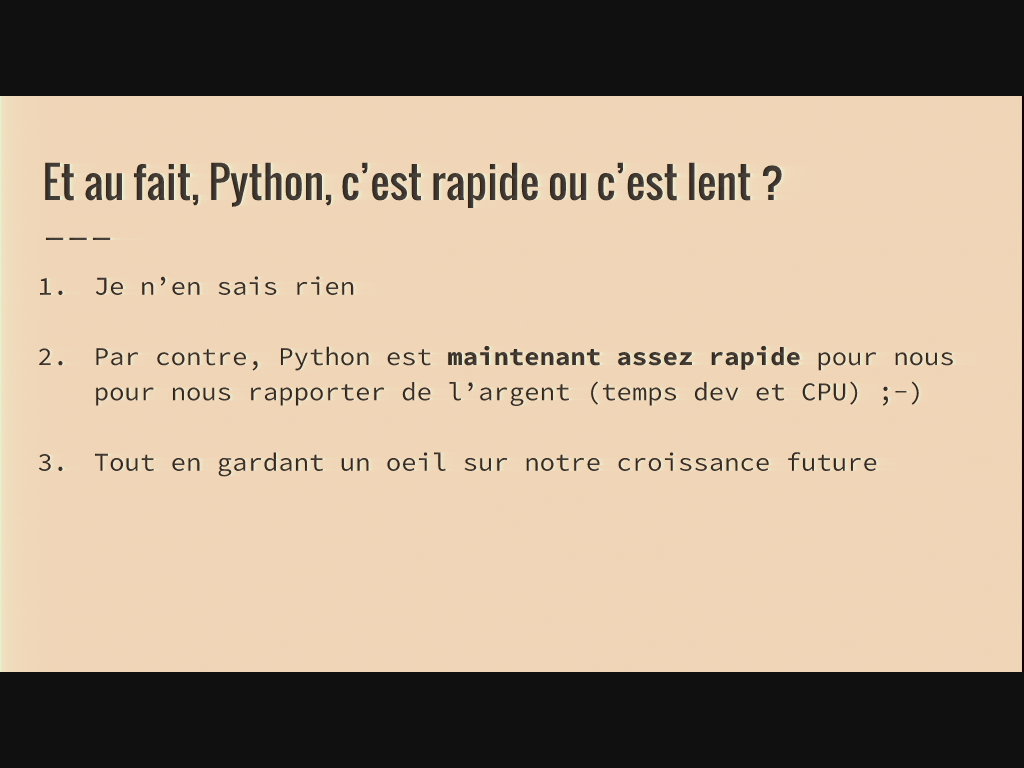 Et au fait, Python, c’est rapide ou c’est lent ?
1. Je n’en sais rien
2. Par contre, Python est maintenant assez rapide pour nous
pour nous rapporter de l’argent (temps dev et CPU) ;-)
3. Tout en gardant un oeil sur notre croissance future